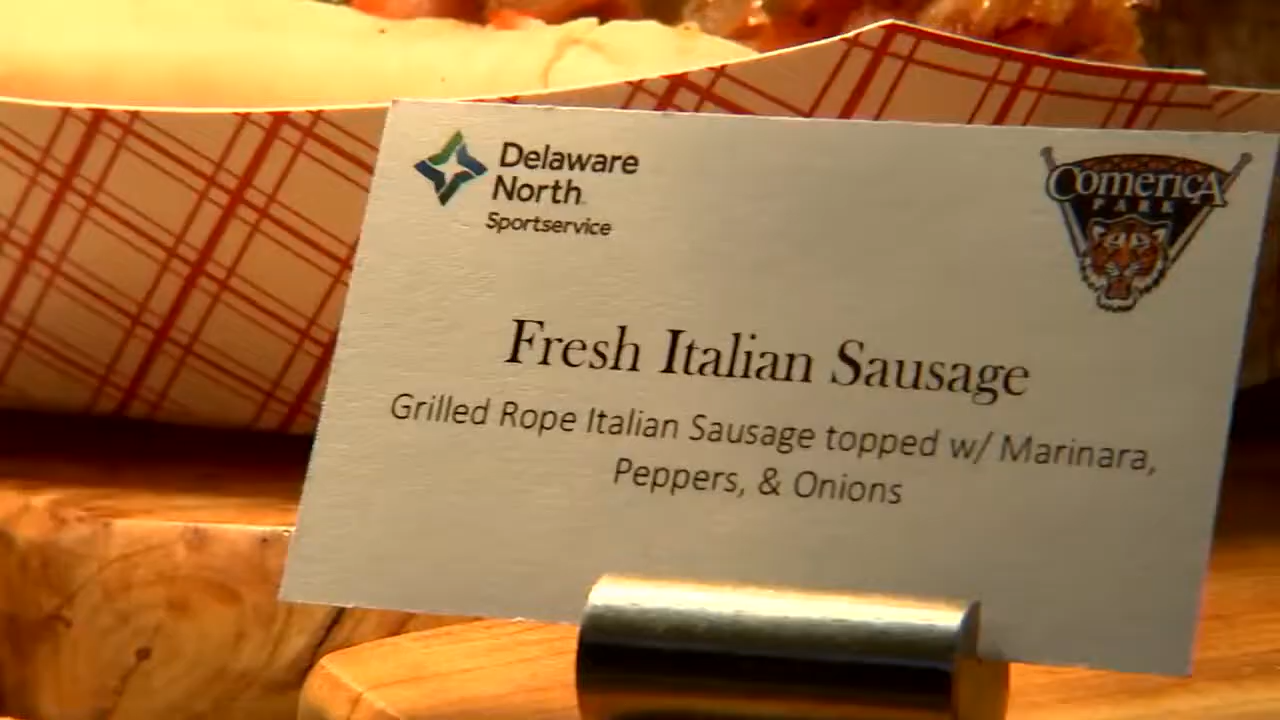 Delaware
North
Sportservice
Comerica
PARK
Fresh Italian Sausage
Grilled Rope Italian Sausage topped w/ Marinara,
Peppers, & Onions